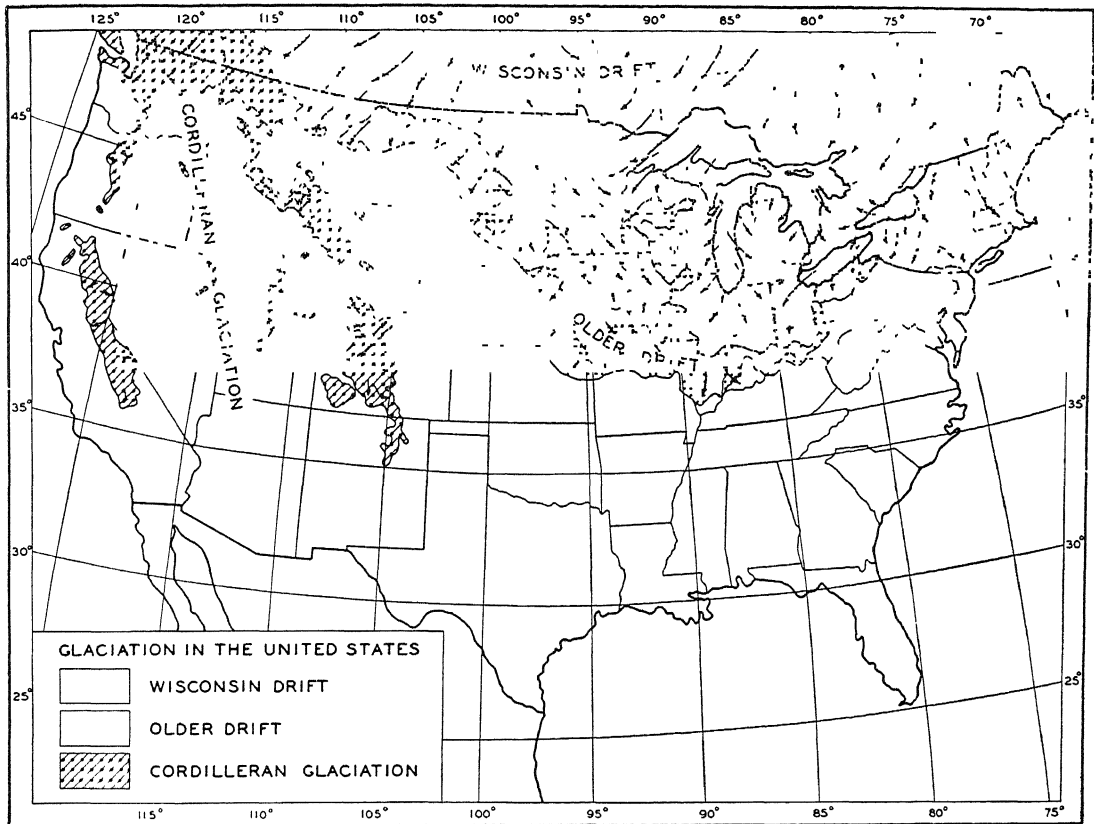 125° 120° 115° 110° 105° 100° 95° 90° 85° 80° 75° 70°
WISCONSIN DRIFT
45°
CORDILLERAN GLACIATION
40°
OLDER DRIFT
35° 35°
30° 30°
GLACIATION IN THE UNITED STATES
WISCONSIN DRIFT
25° 25°
OLDER DRIFT
CORDILLERAN GLACIATION
115° 110° 105° 100° 95° 90° 85° 80° 75°